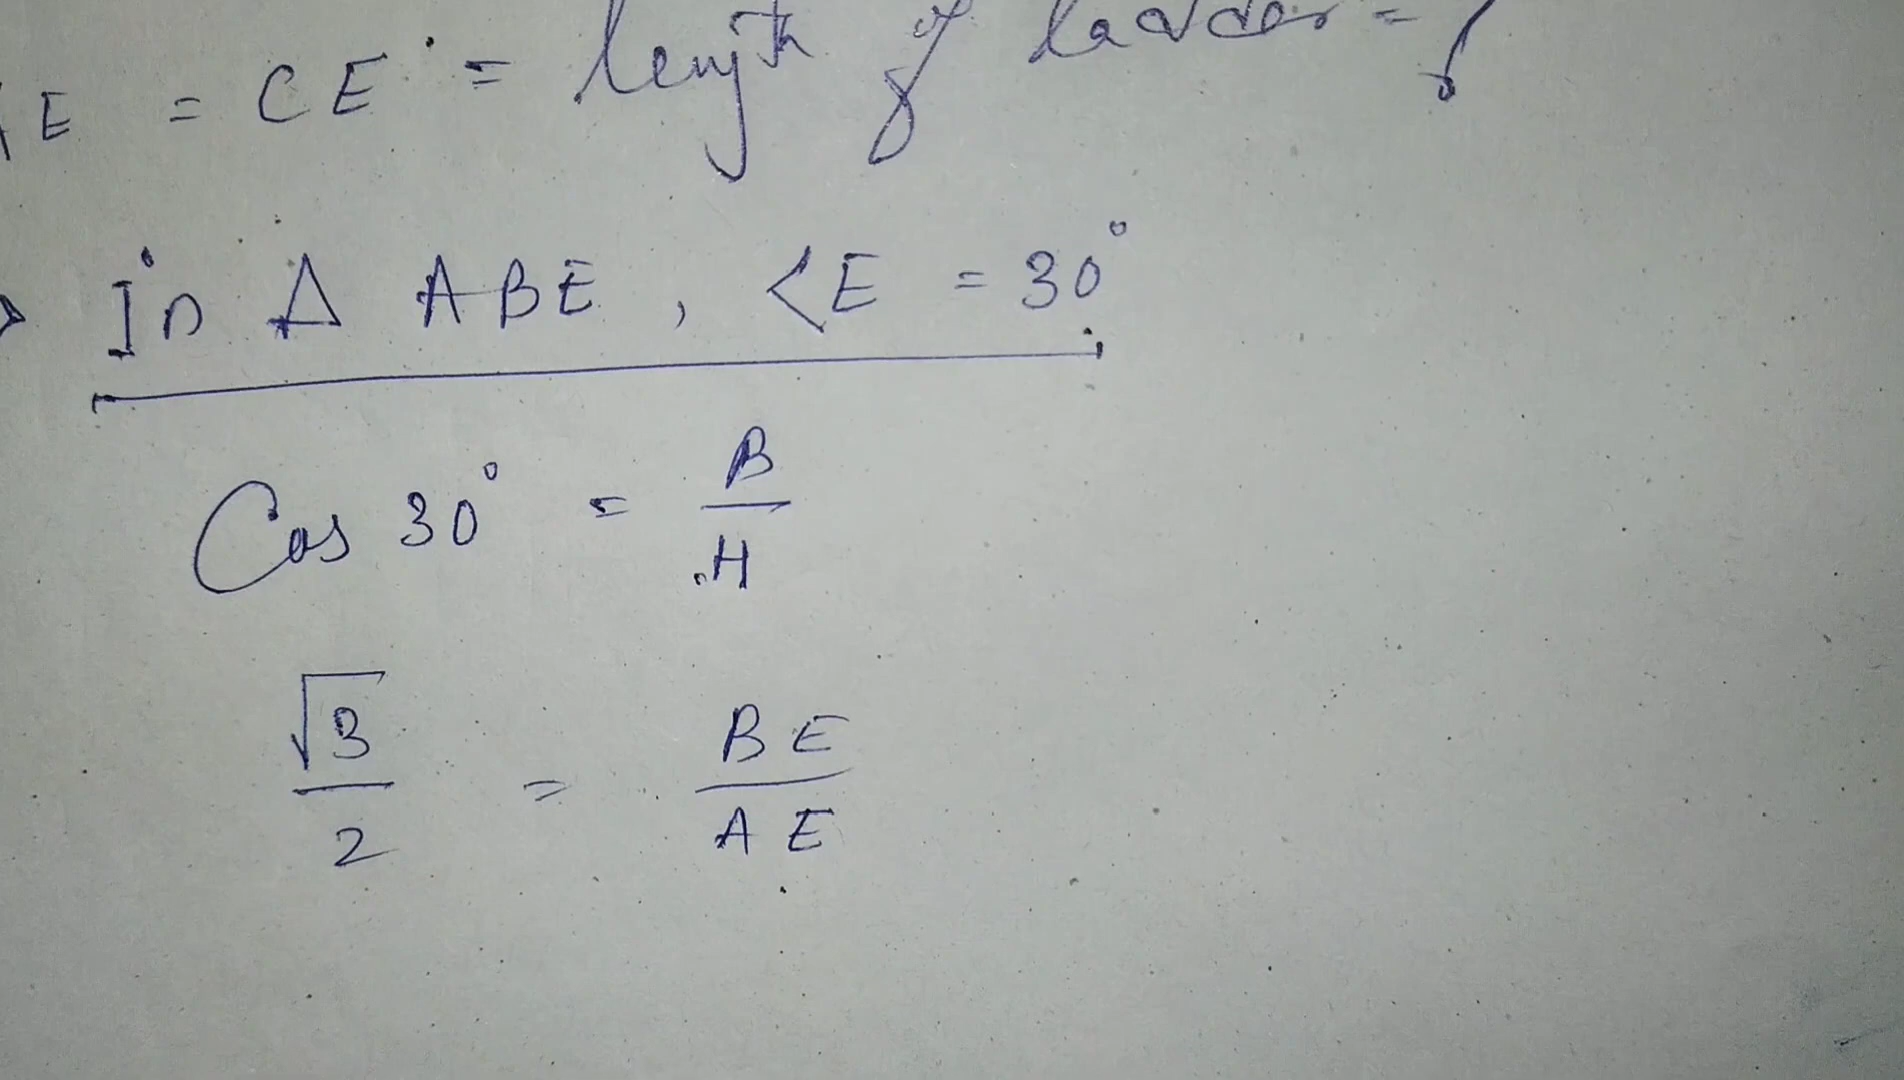 E = CE = length of ladder =
In Δ ABE, <E = 30°
Cos 30° = B/H
√3/2 = BE/AE